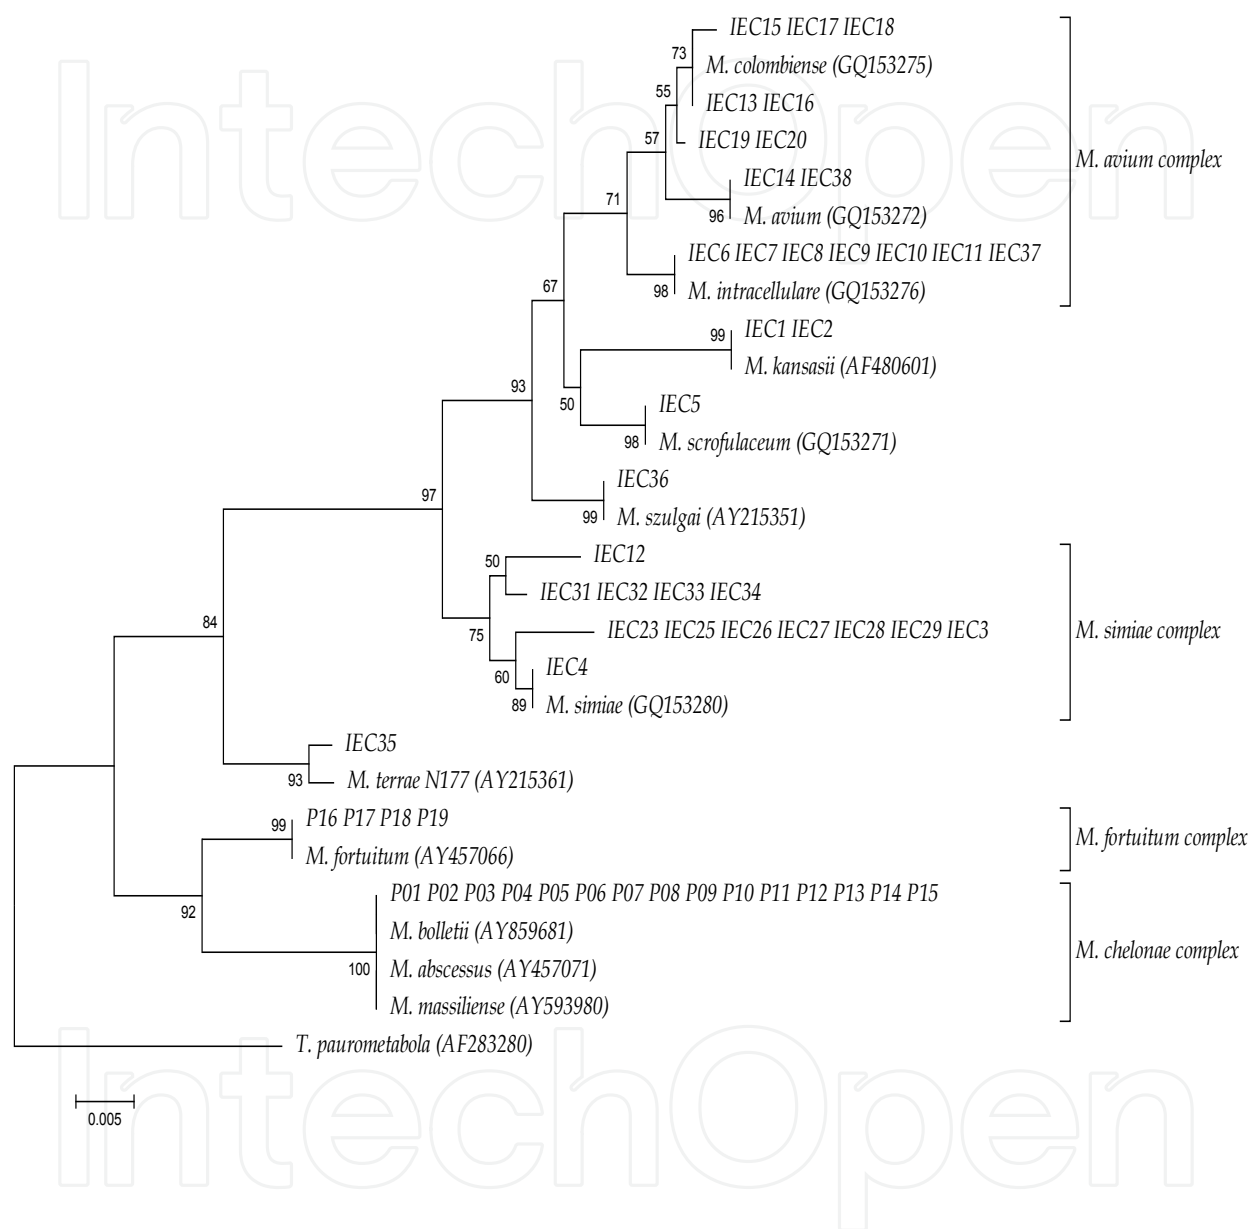 IntechOpen
IEC15 IEC17 IEC18
73
M. colombiense (GQ153275)
55
IEC13 IEC16
57
IEC19 IEC20
M. avium complex
IEC14 IEC38
71
96
M. avium (GQ153272)
IEC6 IEC7 IEC8 IEC9 IEC10 IEC11 IEC37
67
98
M. intracellulare (GQ153276)
99
IEC1 IEC2
M. kansasii (AF480601)
93
50
IEC5
98
M. scrofulaceum (GQ153271)
IEC36
97
99
M. szulgai (AY215351)
50
IEC12
IEC31 IEC32 IEC33 IEC34
84
75
IEC23 IEC25 IEC26 IEC27 IEC28 IEC29 IEC3
M. simiae complex
60
IEC4
89
M. simiae (GQ153280)
IEC35
93
M. terrae N177 (AY215361)
99
P16 P17 P18 P19
M. fortuitum complex
M. fortuitum (AY457066)
92
P01 P02 P03 P04 P05 P06 P07 P08 P09 P10 P11 P12 P13 P14 P15
M. bolletii (AY859681)
M. chelonae complex
100
M. abscessus (AY457071)
M. massiliense (AY593980)
T. paurometabola (AF283280)
0.005
IntechOpen